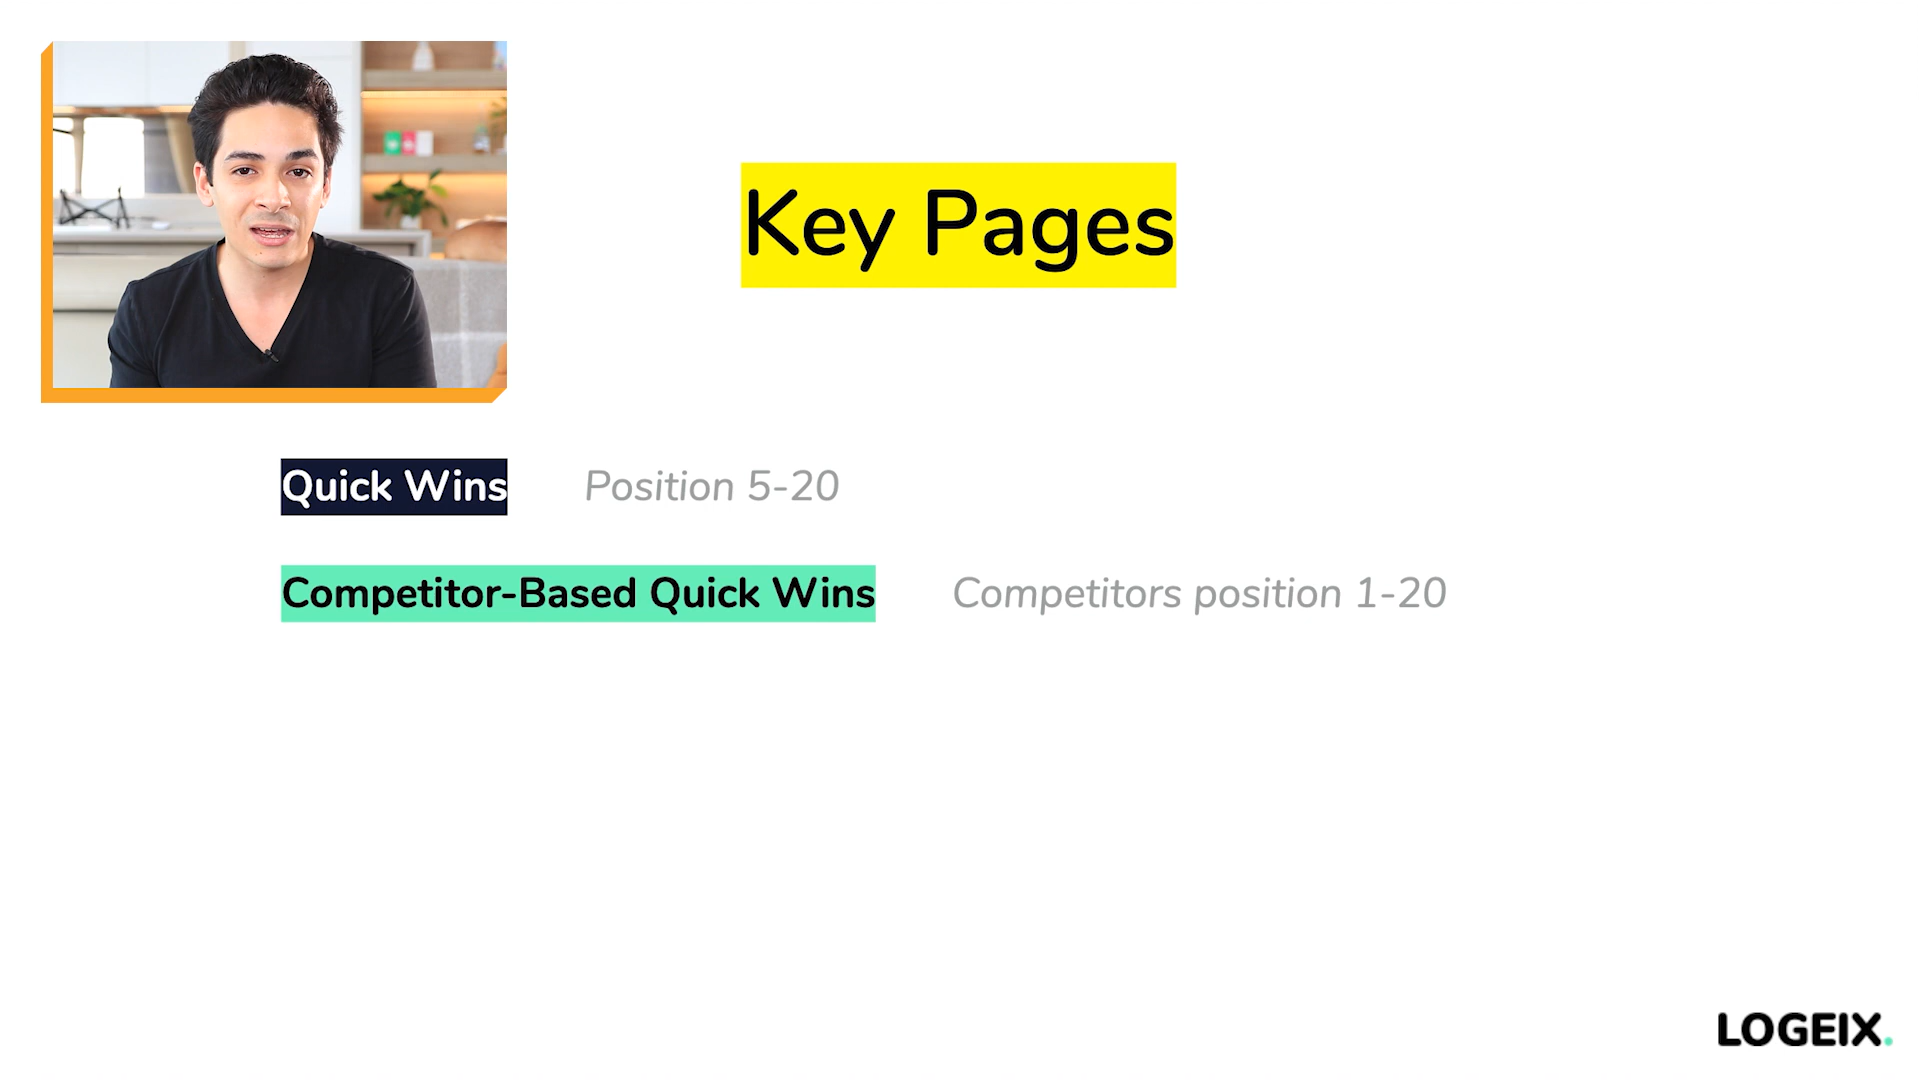 Key Pages
Quick Wins Position 5-20
Competitor-Based Quick Wins Competitors position 1-20
LOGEIX.